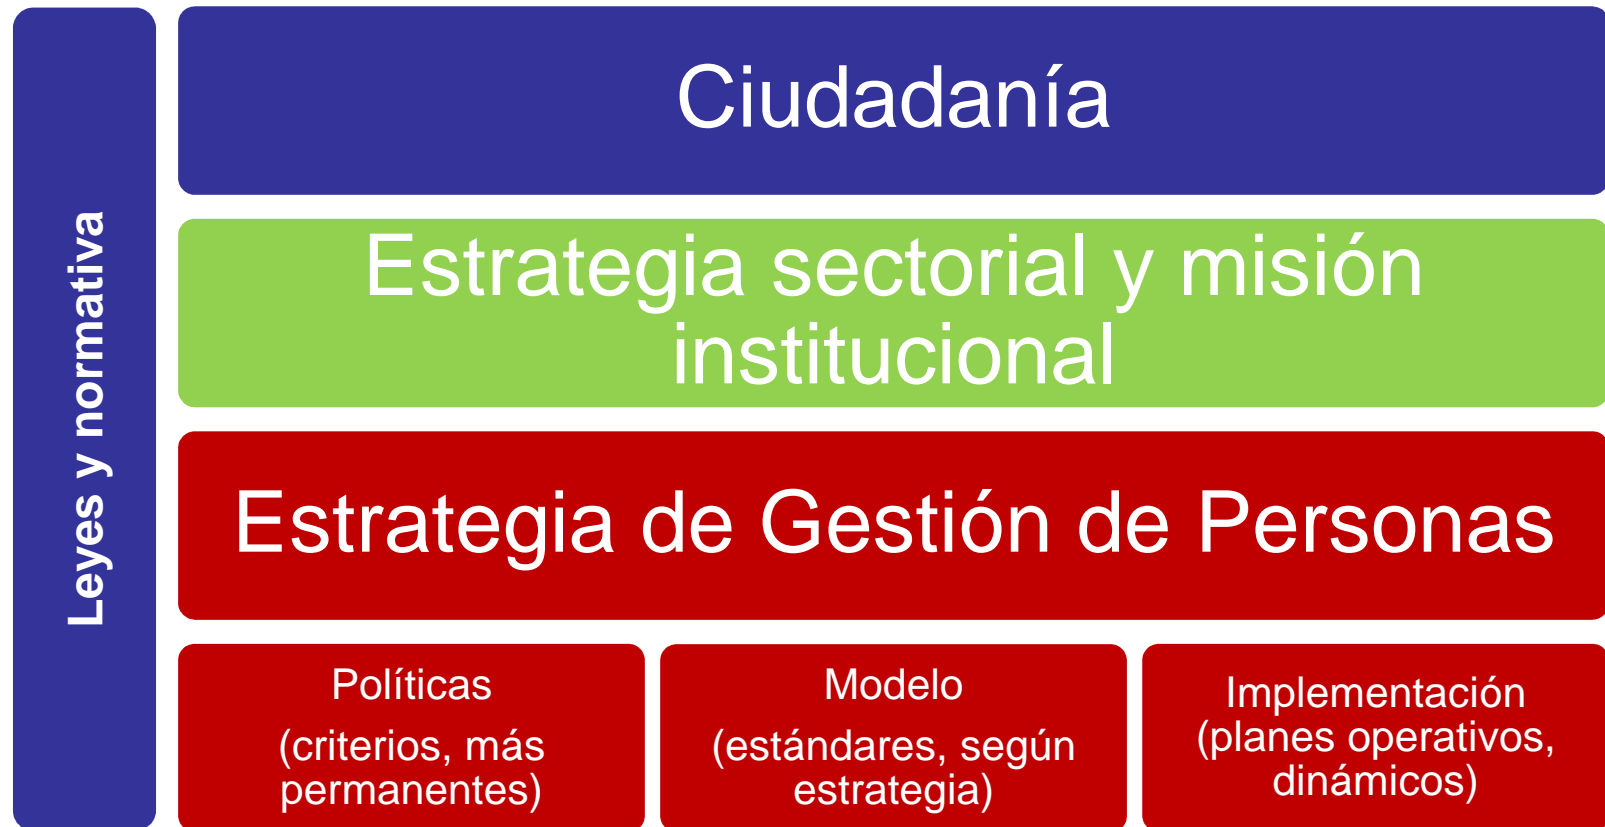 Leyes y normativa
Ciudadanía
Estrategia sectorial y misión
institucional
Estrategia de Gestión de Personas
Políticas
(criterios, más
permanentes)
Modelo
(estándares, según
estrategia)
Implementación
(planes operativos,
dinámicos)